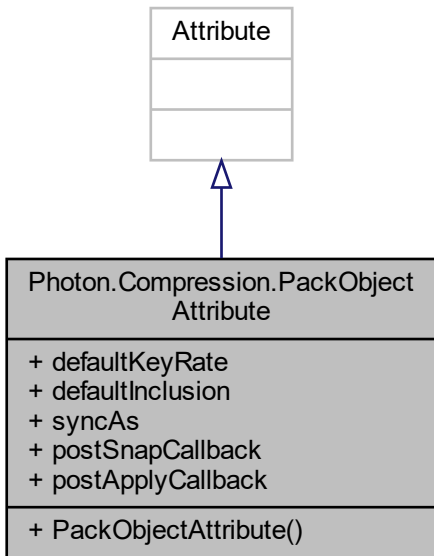 Attribute
Photon.Compression.PackObject
Attribute
+ defaultKeyRate
+ defaultInclusion
+ syncAs
+ postSnapCallback
+ postApplyCallback
+ PackObjectAttribute()